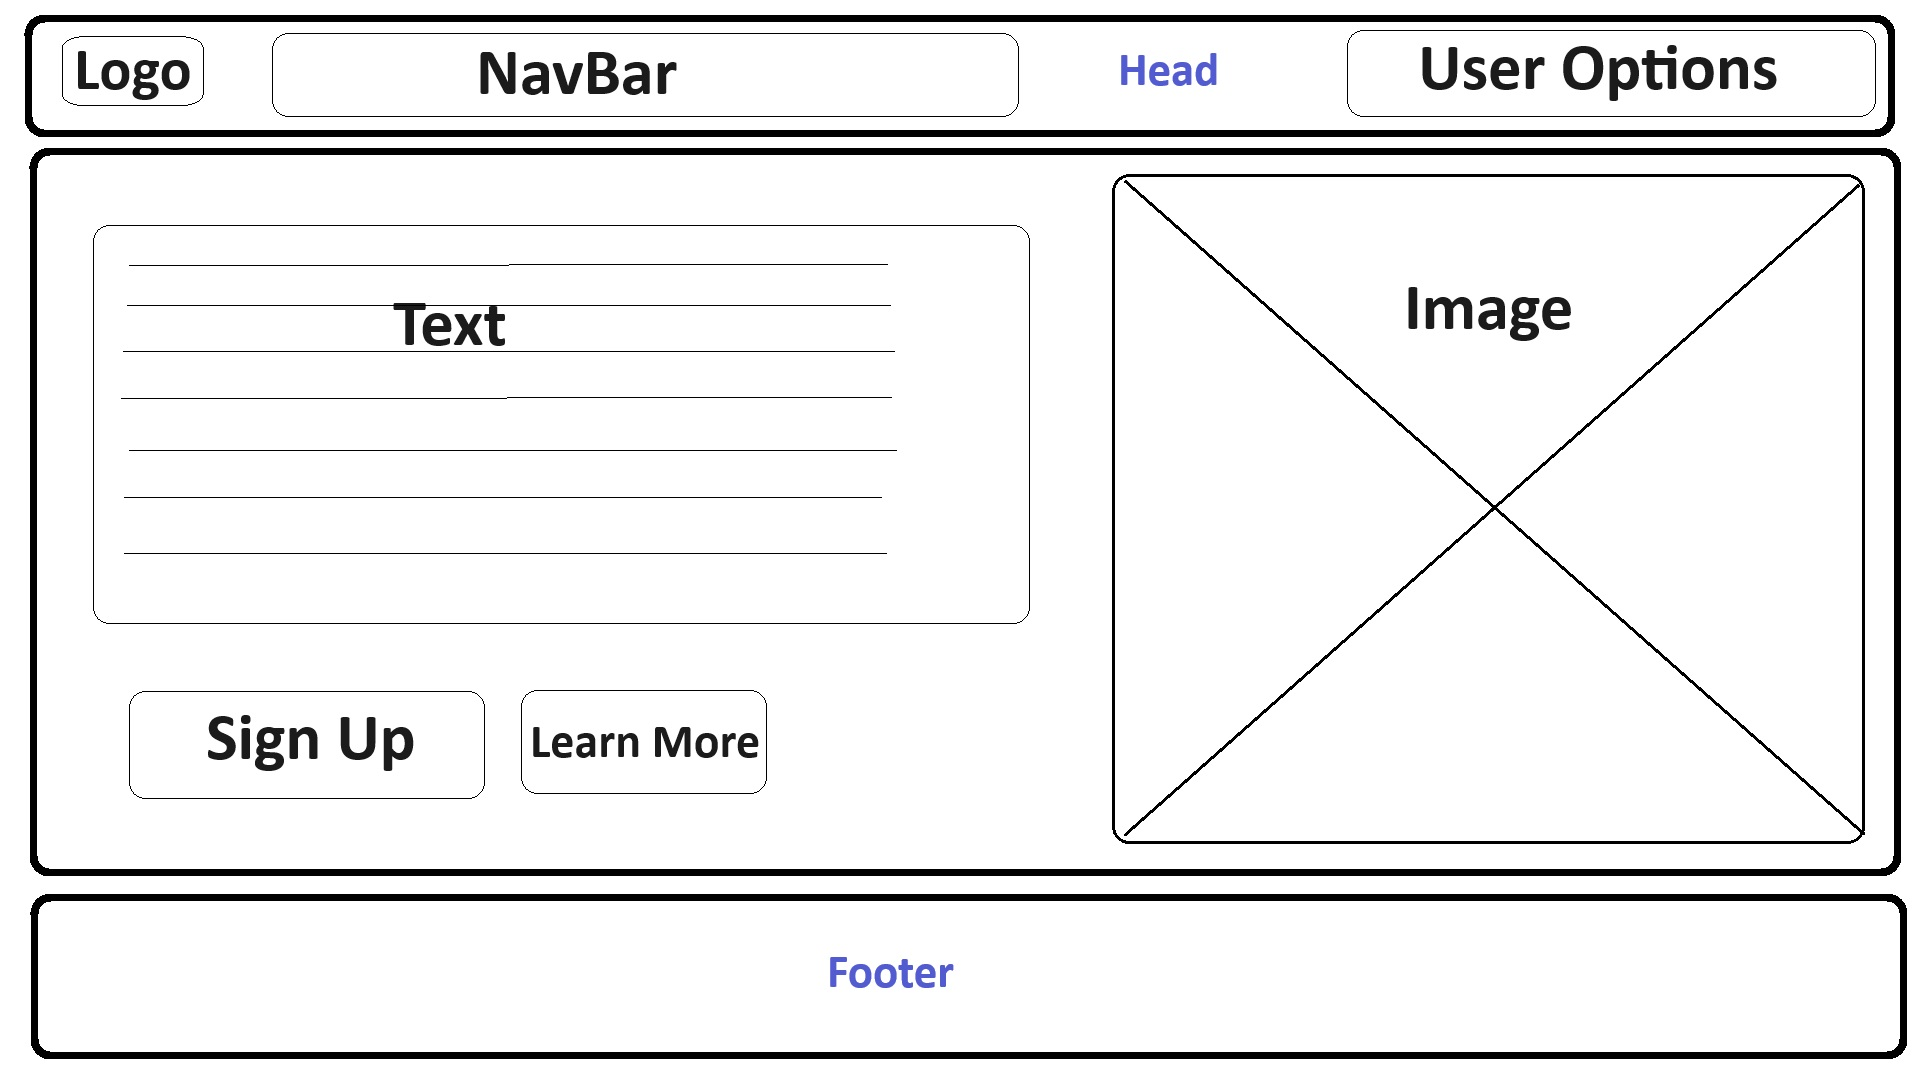 Logo
NavBar
Head
User Options
Text
Image
Sign Up
Learn More
Footer